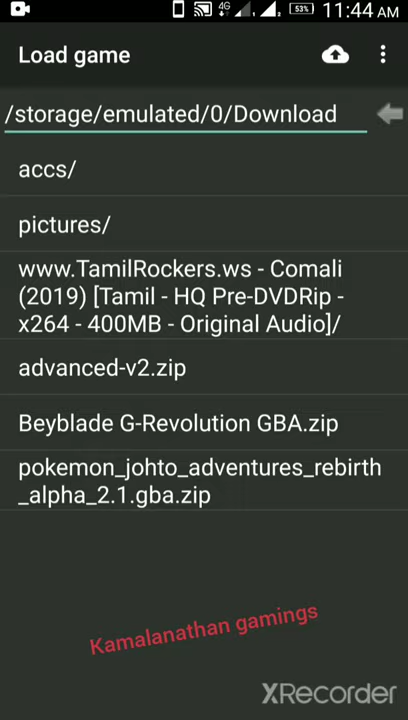 4G 53% 11:44 AM
Load game
/storage/emulated/0/Download
accs/
pictures/
www.TamilRockers.ws - Comali
(2019) [Tamil - HQ Pre-DVDRip -
x264 - 400MB - Original Audio]/
advanced-v2.zip
Beyblade G-Revolution GBA.zip
pokemon_johto_adventures_rebirth
_alpha_2.1.gba.zip
Kamalanathan gamings
XRecorder